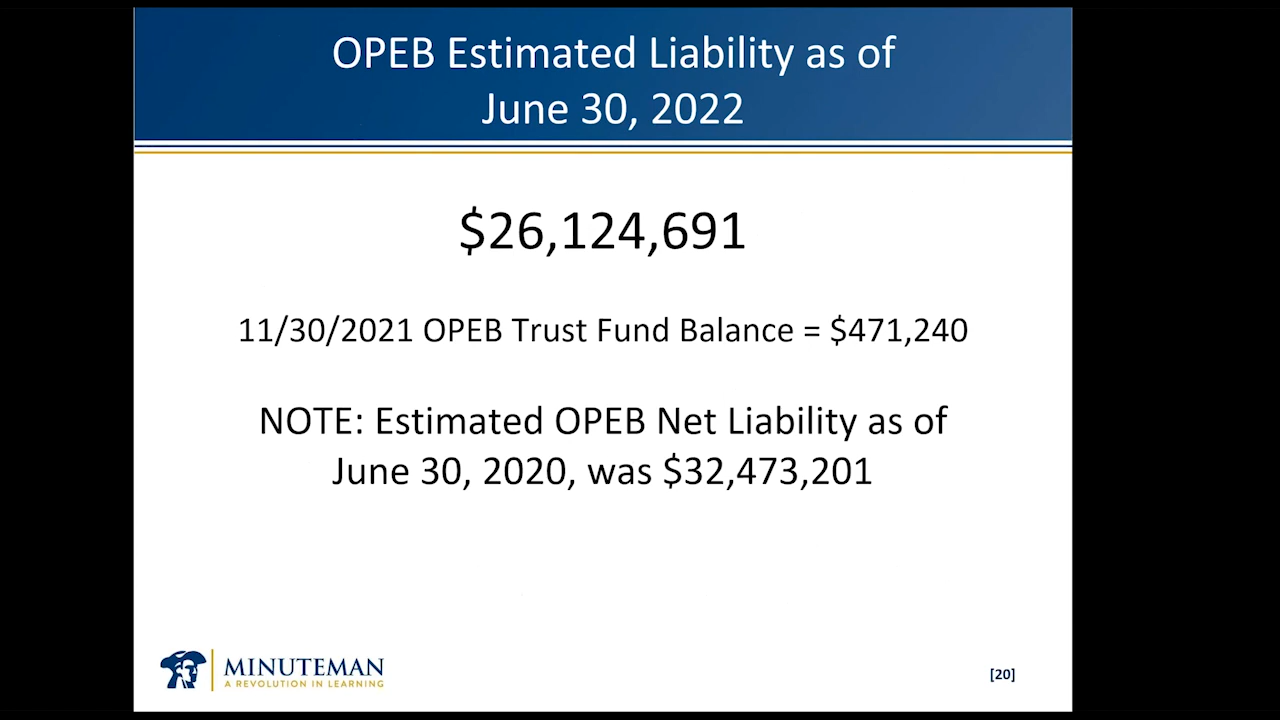 OPEB Estimated Liability as of
June 30, 2022
$26,124,691
11/30/2021 OPEB Trust Fund Balance = $471,240
NOTE: Estimated OPEB Net Liability as of
June 30, 2020, was $32,473,201
MINUTEMAN
A REVOLUTION IN LEARNING
[20]